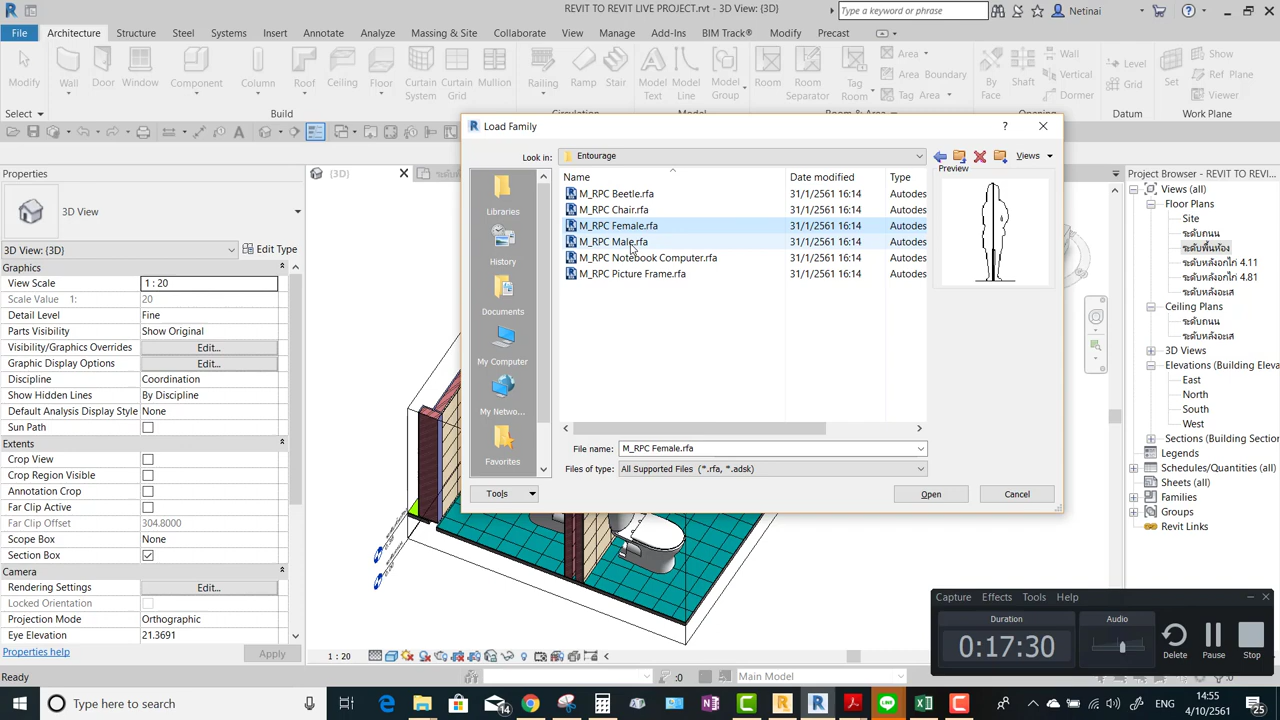 REVIT TO REVIT LIVE PROJECT.rvt - 3D View: {3D}
Type a keyword or phrase
Netinai
File
Architecture
Structure
Steel
Systems
Insert
Annotate
Analyze
Massing & Site
Collaborate
View
Manage
Add-Ins
BIM Track®
Modify
Precast
Modify
Wall
Door
Window
Component
Column
Roof
Ceiling
Floor
Curtain
System
Curtain
Grid
Mullion
Railing
Ramp
Stair
Model
Text
Model
Line
Model
Group
Room
Room
Separator
Tag
Room
Area
Area Boundary
Tag Area
By
Face
Shaft
Wall
Vertical
Dormer
Level
Grid
Set
Show
Ref Plane
Viewer
Select
Build
Datum
Work Plane
Properties
3D View
3D View: {3D}
Edit Type
Graphics
View Scale 1 : 20
Scale Value 1: 20
Detail Level Fine
Parts Visibility Show Original
Visibility/Graphics Overrides Edit...
Graphic Display Options Edit...
Discipline Coordination
Show Hidden Lines By Discipline
Default Analysis Display Style None
Sun Path
Extents
Crop View
Crop Region Visible
Annotation Crop
Far Clip Active
Far Clip Offset 304.8000
Scope Box None
Section Box
Camera
Rendering Settings Edit...
Locked Orientation
Projection Mode Orthographic
Eye Elevation 21.3691
Properties help
Apply
{3D}
Load Family
Look in: Entourage
Views
Libraries
History
Documents
My Computer
My Netwo...
Favorites
Name Date modified Type
M_RPC Beetle.rfa 31/1/2561 16:14 Autodes
M_RPC Chair.rfa 31/1/2561 16:14 Autodes
M_RPC Female.rfa 31/1/2561 16:14 Autodes
M_RPC Male.rfa 31/1/2561 16:14 Autodes
M_RPC Notebook Computer.rfa 31/1/2561 16:14 Autodes
M_RPC Picture Frame.rfa 31/1/2561 16:14 Autodes
Preview
File name: M_RPC Female.rfa
Files of type: All Supported Files (*.rfa, *.adsk)
Tools
Open
Cancel
Project Browser - REVIT TO REVI...
Views (all)
Floor Plans
Site
ระดับถนน
ระดับพื้นห้อง
ระดับหลังอกไก่ 4.11
ระดับหลังอกไก่ 4.81
ระดับหลังอะเส
Ceiling Plans
ระดับถนน
ระดับหลังอะเส
3D Views
Elevations (Building Eleva
East
North
South
West
Sections (Building Section
Legends
Schedules/Quantities (all)
Sheets (all)
Families
Groups
Revit Links
Capture
Effects
Tools
Help
Duration
0:17:30
Audio
Delete
Pause
Stop
1 : 20
Ready
:0
Main Model
Type here to search
14
14:55
4/10/2561